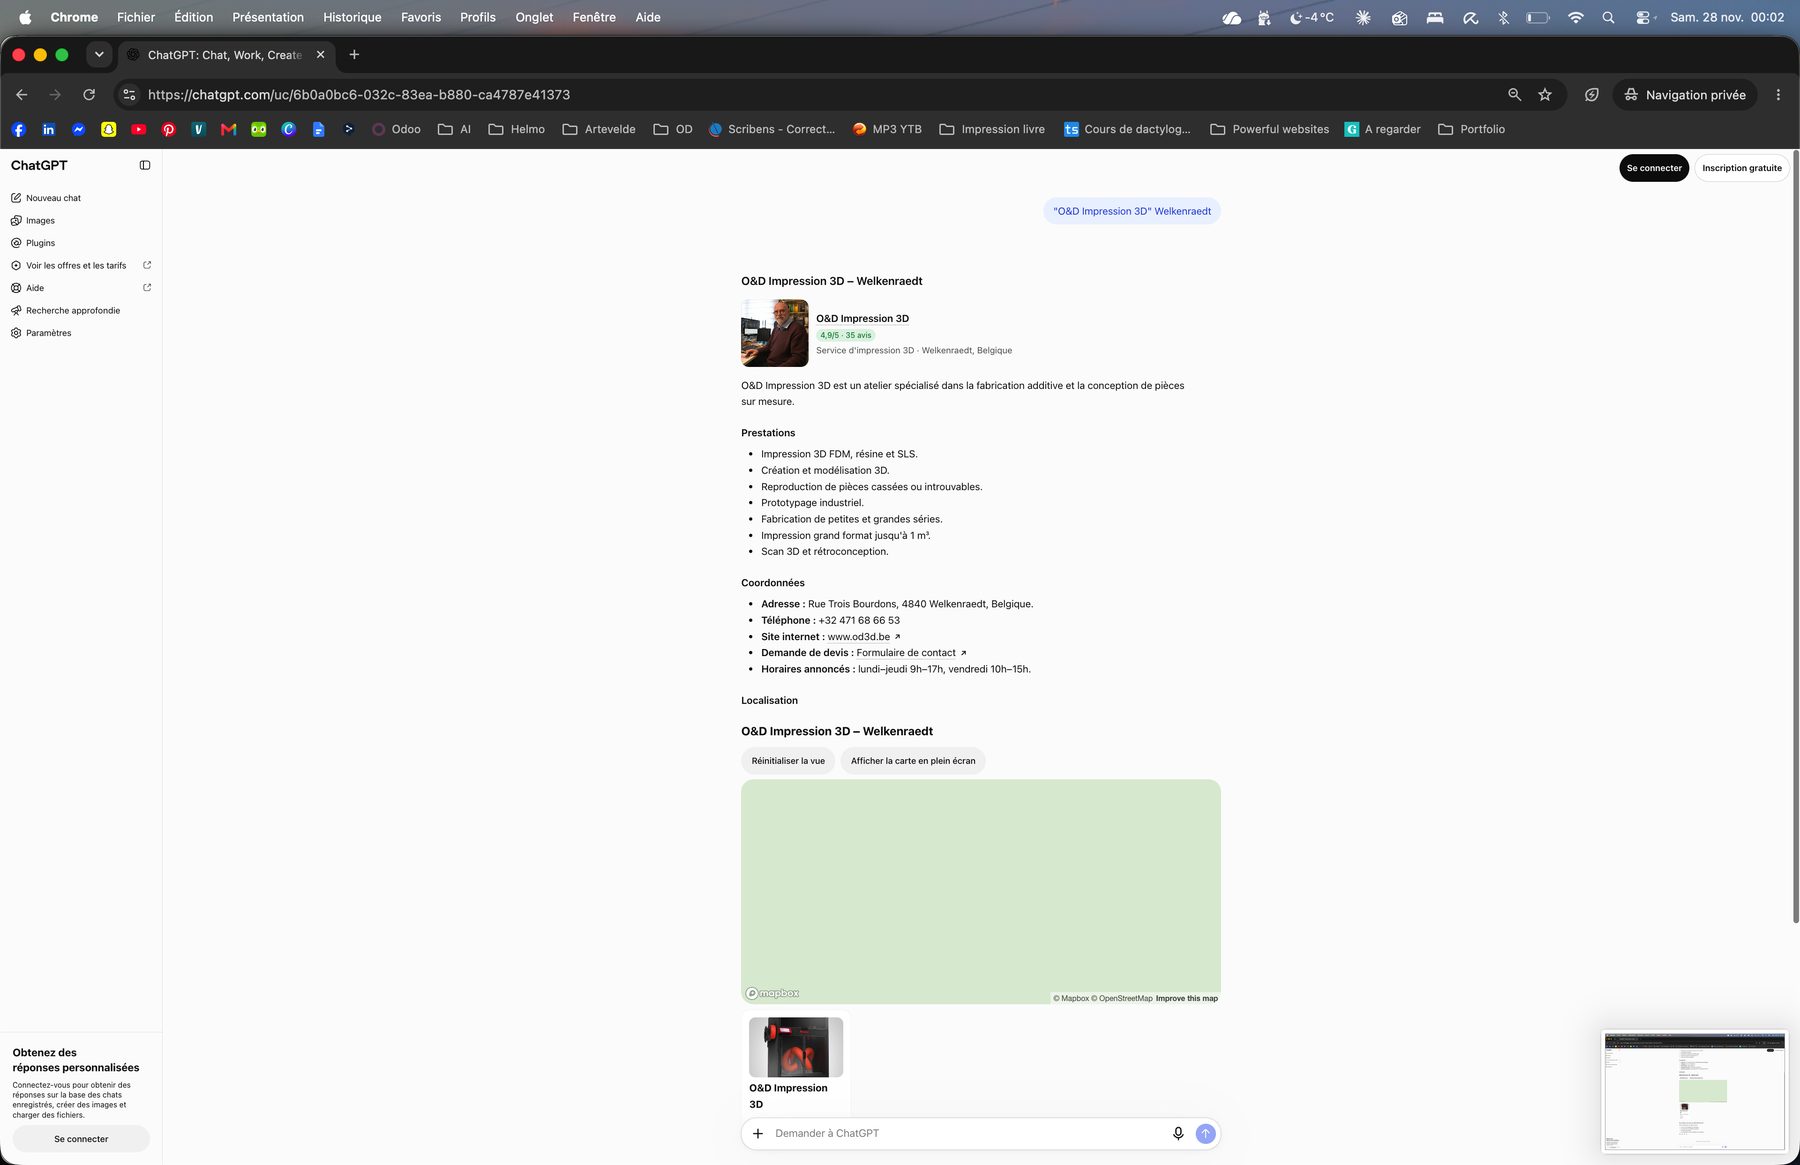 Chrome Fichier Édition Présentation Historique Favoris Profils Onglet Fenêtre Aide
-4°C Sam. 28 nov. 00:02
ChatGPT: Chat, Work, Create
https://chatgpt.com/uc/6b0a0bc6-032c-83ea-b880-ca4787e41373
Navigation privée
Odoo AI Helmo Artevelde OD Scribens - Correct... MP3 YTB Impression livre Cours de dactylog... Powerful websites A regarder Portfolio
ChatGPT
Se connecter Inscription gratuite
Nouveau chat
Images
Plugins
Voir les offres et les tarifs
Aide
Recherche approfondie
Paramètres
"O&D Impression 3D" Welkenraedt
O&D Impression 3D – Welkenraedt
O&D Impression 3D
4,9/5 · 35 avis
Service d'impression 3D · Welkenraedt, Belgique
O&D Impression 3D est un atelier spécialisé dans la fabrication additive et la conception de pièces
sur mesure.
Prestations
• Impression 3D FDM, résine et SLS.
• Création et modélisation 3D.
• Reproduction de pièces cassées ou introuvables.
• Prototypage industriel.
• Fabrication de petites et grandes séries.
• Impression grand format jusqu'à 1 m³.
• Scan 3D et rétroconception.
Coordonnées
• Adresse : Rue Trois Bourdons, 4840 Welkenraedt, Belgique.
• Téléphone : +32 471 68 66 53
• Site internet : www.od3d.be ↗
• Demande de devis : Formulaire de contact ↗
• Horaires annoncés : lundi–jeudi 9h–17h, vendredi 10h–15h.
Localisation
O&D Impression 3D – Welkenraedt
Réinitialiser la vue Afficher la carte en plein écran
mapbox
© Mapbox © OpenStreetMap Improve this map
O&D Impression
3D
Demander à ChatGPT
Obtenez des
réponses personnalisées
Connectez-vous pour obtenir des
réponses sur la base des chats
enregistrés, créer des images et
charger des fichiers.
Se connecter